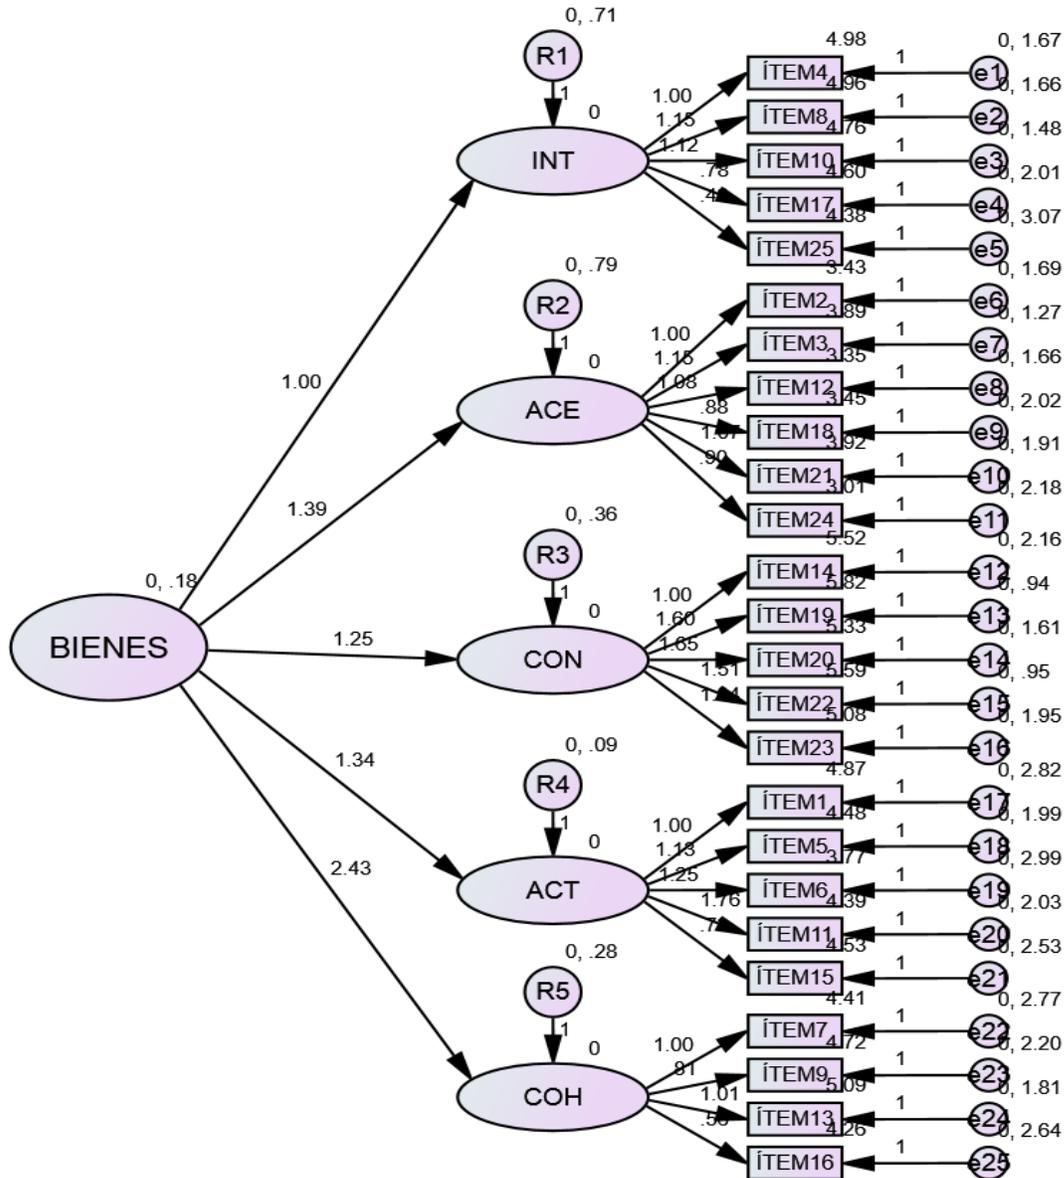 0, .71
R1
1
0
INT
4.98
ÍTEM4
1
0, 1.67
e1
1.00
4.96
ÍTEM8
1
0, 1.66
e2
1.15
4.76
ÍTEM10
1
0, 1.48
e3
1.12
4.60
ÍTEM17
1
0, 2.01
e4
.78
4.38
ÍTEM25
1
0, 3.07
e5
0, .79
R2
1
0
ACE
3.43
ÍTEM2
1
0, 1.69
e6
1.00
3.89
ÍTEM3
1
0, 1.27
e7
1.15
3.35
ÍTEM12
1
0, 1.66
e8
1.08
3.45
ÍTEM18
1
0, 2.02
e9
.88
3.92
ÍTEM21
1
0, 1.91
e10
1.07
3.01
ÍTEM24
1
0, 2.18
e11
.90
1.00
1.39
0, .18
BIENES
1.25
1.34
2.43
0, .36
R3
1
0
CON
5.52
ÍTEM14
1
0, 2.16
e12
1.00
5.82
ÍTEM19
1
0, .94
e13
1.60
5.33
ÍTEM20
1
0, 1.61
e14
1.65
5.59
ÍTEM22
1
0, .95
e15
1.51
5.08
ÍTEM23
1
0, 1.95
e16
0, .09
R4
1
0
ACT
4.87
ÍTEM1
1
0, 2.82
e17
1.00
4.48
ÍTEM5
1
0, 1.99
e18
1.13
3.77
ÍTEM6
1
0, 2.99
e19
1.25
4.39
ÍTEM11
1
0, 2.03
e20
1.76
4.53
ÍTEM15
1
0, 2.53
e21
0, .28
R5
1
0
COH
4.41
ÍTEM7
1
0, 2.77
e22
1.00
4.72
ÍTEM9
1
0, 2.20
e23
.81
5.09
ÍTEM13
1
0, 1.81
e24
1.01
4.26
ÍTEM16
1
0, 2.64
e25